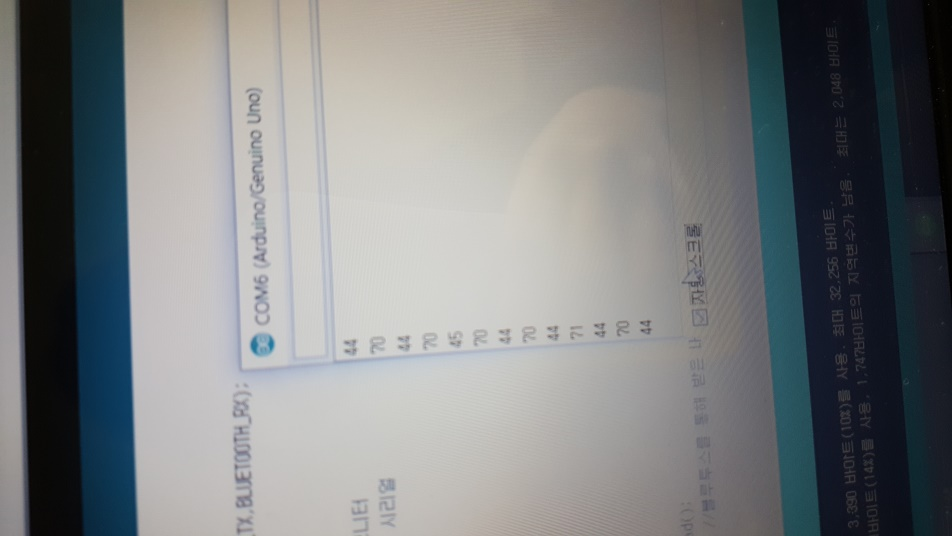 TX,BLUETOOTH_RX);
COM6 (Arduino/Genuino Uno)
44
70
44
70
45
70
44
70
44
71
44
70
44
시리얼
자동 스크롤
//블루투스를 통해 받은 나
3,390 바이트(10%)를 사용. 최대 32,256 바이트.
바이트(14%)를 사용, 1,747바이트의 지역변수가 남음. 최대는 2,048 바이트.